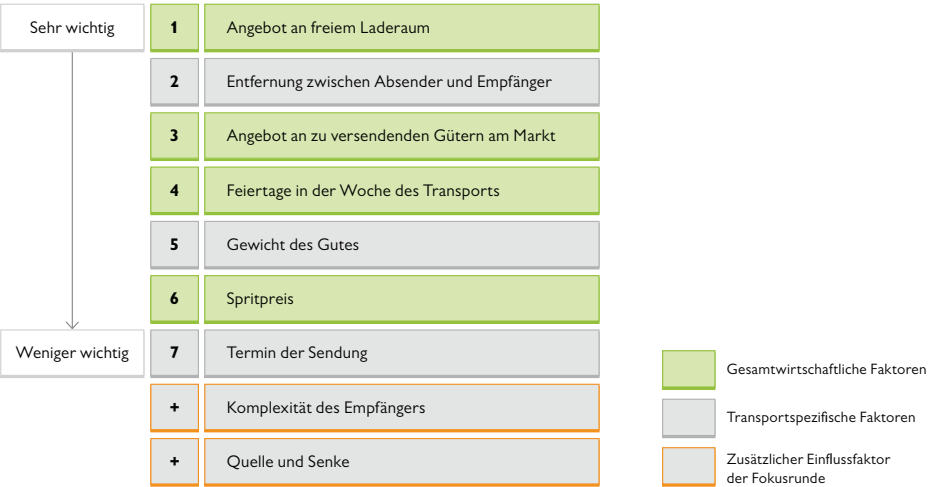 Sehr wichtig
1 Angebot an freiem Laderaum
2 Entfernung zwischen Absender und Empfänger
3 Angebot an zu versendenden Gütern am Markt
4 Feiertage in der Woche des Transports
5 Gewicht des Gutes
6 Spritpreis
Weniger wichtig
7 Termin der Sendung
+ Komplexität des Empfängers
+ Quelle und Senke
Gesamtwirtschaftliche Faktoren
Transportspezifische Faktoren
Zusätzlicher Einflussfaktor
der Fokusrunde